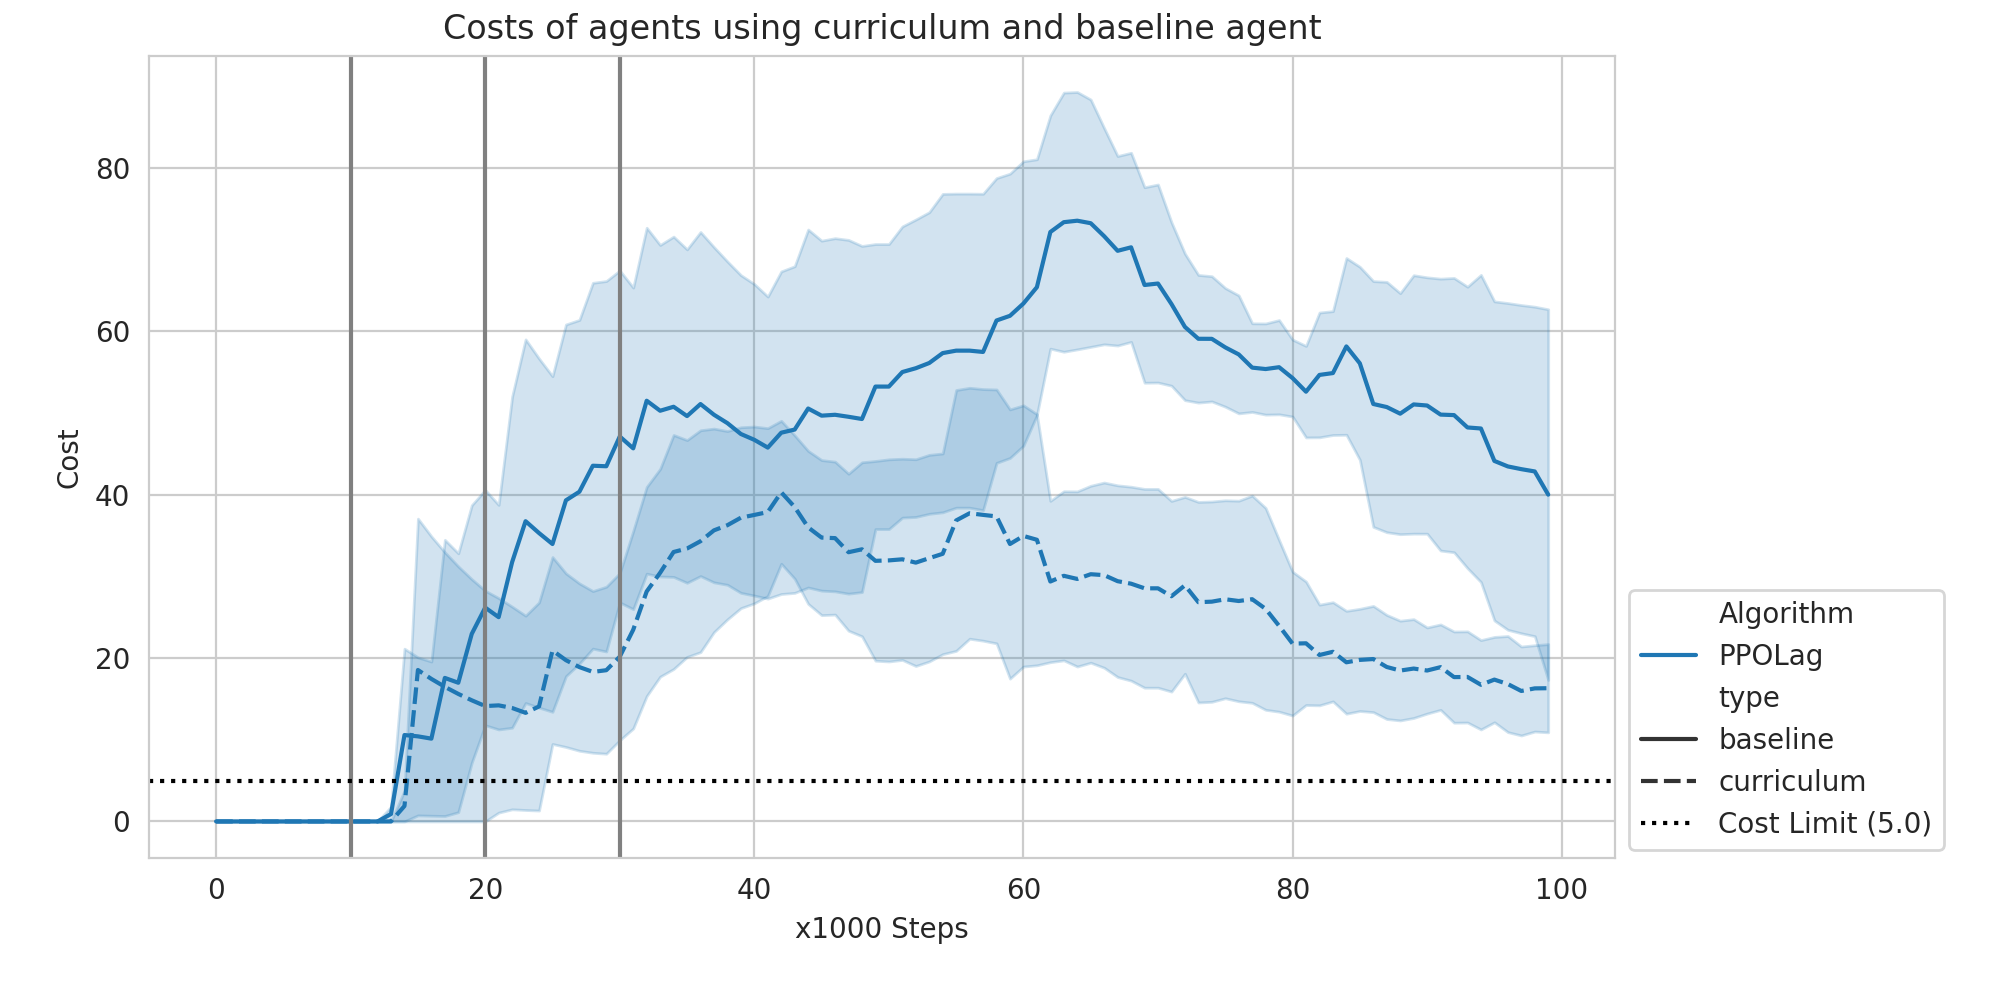 Costs of agents using curriculum and baseline agent
80
60
40
20
0
Cost
0 20 40 60 80 100
x1000 Steps
Algorithm
PPOLag
type
baseline
curriculum
Cost Limit (5.0)